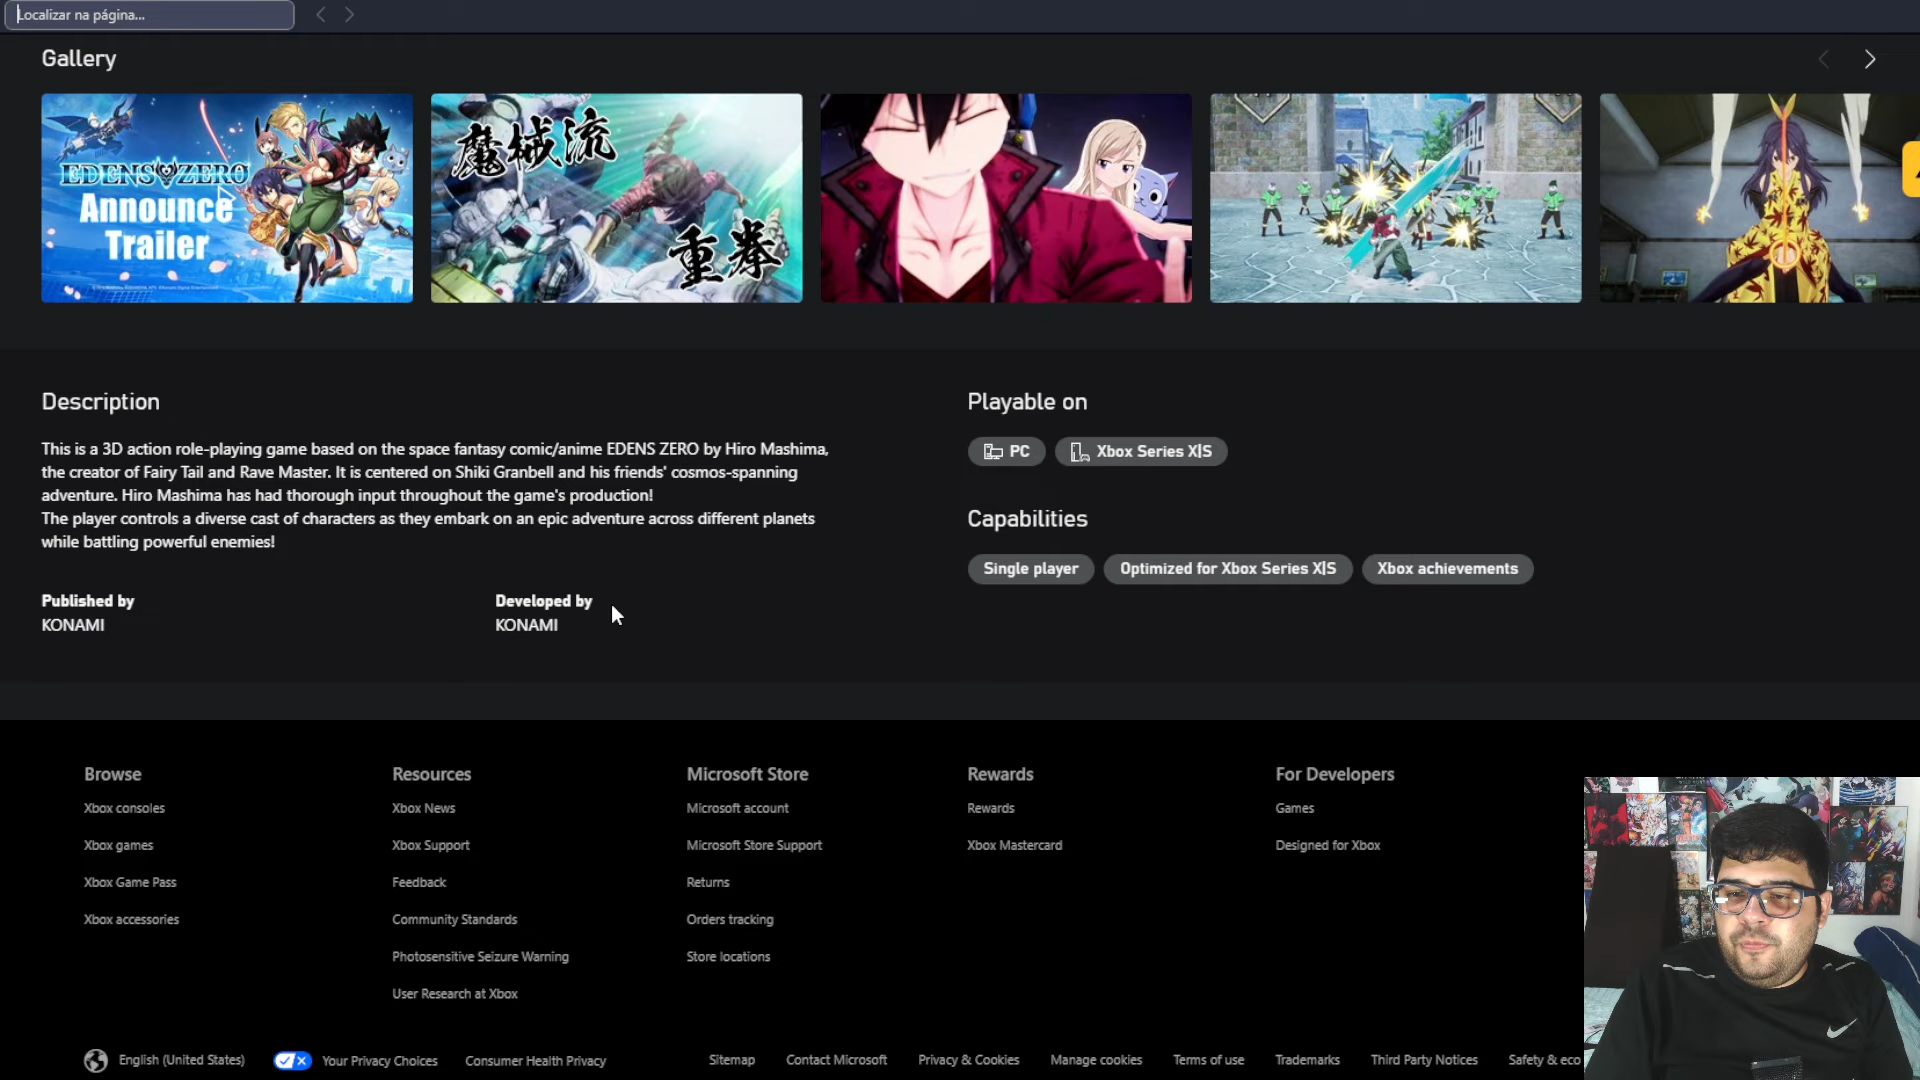 Localizar na página...
Gallery
EDENS ZERO
Announce
Trailer
魔械流
重拳
Description
This is a 3D action role-playing game based on the space fantasy comic/anime EDENS ZERO by Hiro Mashima,
the creator of Fairy Tail and Rave Master. It is centered on Shiki Granbell and his friends' cosmos-spanning
adventure. Hiro Mashima has had thorough input throughout the game's production!
The player controls a diverse cast of characters as they embark on an epic adventure across different planets
while battling powerful enemies!
Published by
KONAMI
Developed by
KONAMI
Playable on
PC
Xbox Series X|S
Capabilities
Single player
Optimized for Xbox Series X|S
Xbox achievements
Browse
Xbox consoles
Xbox games
Xbox Game Pass
Xbox accessories
Resources
Xbox News
Xbox Support
Feedback
Community Standards
Photosensitive Seizure Warning
User Research at Xbox
Microsoft Store
Microsoft account
Microsoft Store Support
Returns
Orders tracking
Store locations
Rewards
Rewards
Xbox Mastercard
For Developers
Games
Designed for Xbox
English (United States)
Your Privacy Choices
Consumer Health Privacy
Sitemap
Contact Microsoft
Privacy & Cookies
Manage cookies
Terms of use
Trademarks
Third Party Notices
Safety & eco